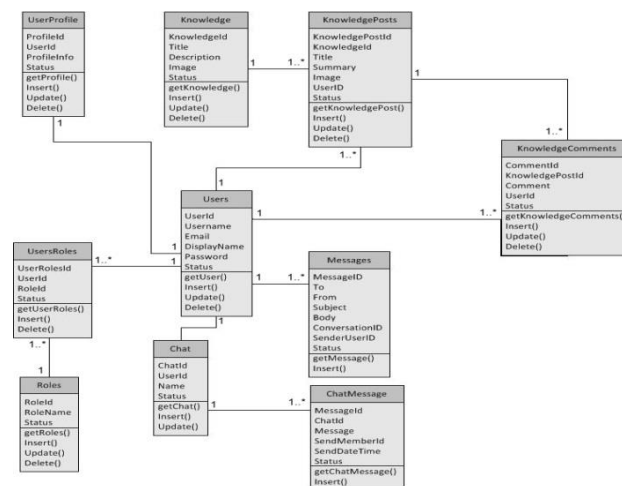 UserProfile
ProfileId
UserId
ProfileInfo
Status
getProfile()
Insert()
Update()
Delete()
1
Knowledge
KnowledgeId
Title
Description
Image
Status
getKnowledge()
Insert()
Update()
Delete()
1
1..*
KnowledgePosts
KnowledgePostId
KnowledgeId
Title
Summary
Image
UserID
Status
getKnowledgePost()
Insert()
Update()
Delete()
1
1..*
1..*
KnowledgeComments
CommentId
KnowledgePostId
Comment
UserId
Status
getKnowledgeComments()
Insert()
Update()
Delete()
1..*
1
Users
UserId
Username
Email
DisplayName
Password
Status
getUser()
Insert()
Update()
Delete()
1
1
1
1
1
UsersRoles
UserRolesId
UserId
RoleId
Status
getUserRoles()
Insert()
Delete()
1..*
1..*
1
Roles
RoleId
RoleName
Status
getRoles()
Insert()
Update()
Delete()
Messages
MessageID
To
From
Subject
Body
ConversationID
SenderUserID
Status
getMessage()
Insert()
1..*
Chat
ChatId
UserId
Name
Status
getChat()
Insert()
Update()
1
1..*
ChatMessage
MessageId
ChatId
Message
SendMemberId
SendDateTime
Status
getChatMessage()
Insert()